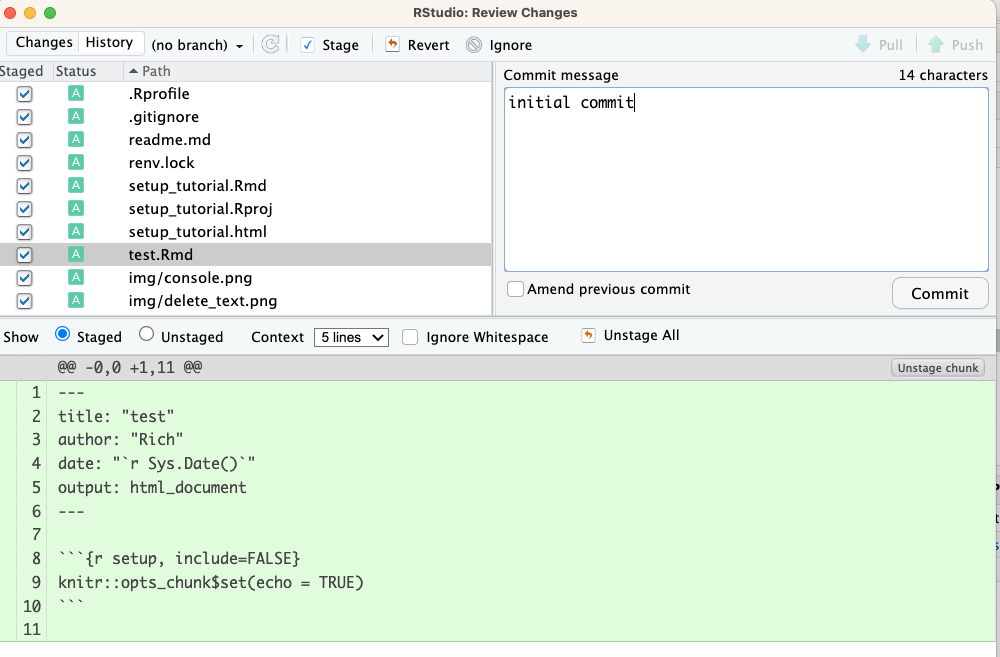 RStudio: Review Changes
Changes History (no branch) Stage Revert Ignore Pull Push
Staged Status Path
A .Rprofile
A .gitignore
A readme.md
A renv.lock
A setup_tutorial.Rmd
A setup_tutorial.Rproj
A setup_tutorial.html
A test.Rmd
A img/console.png
A img/delete_text.png
Commit message 14 characters
initial commit
Amend previous commit Commit
Show Staged Unstaged Context 5 lines Ignore Whitespace Unstage All
@@ -0,0 +1,11 @@ Unstage chunk
1 ---
2 title: "test"
3 author: "Rich"
4 date: "`r Sys.Date()`"
5 output: html_document
6 ---
7
8 ```{r setup, include=FALSE}
9 knitr::opts_chunk$set(echo = TRUE)
10 ```
11